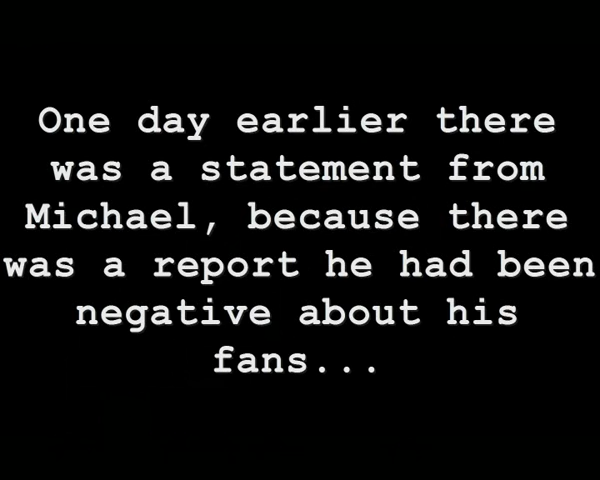 One day earlier there
was a statement from
Michael, because there
was a report he had been
negative about his
fans...